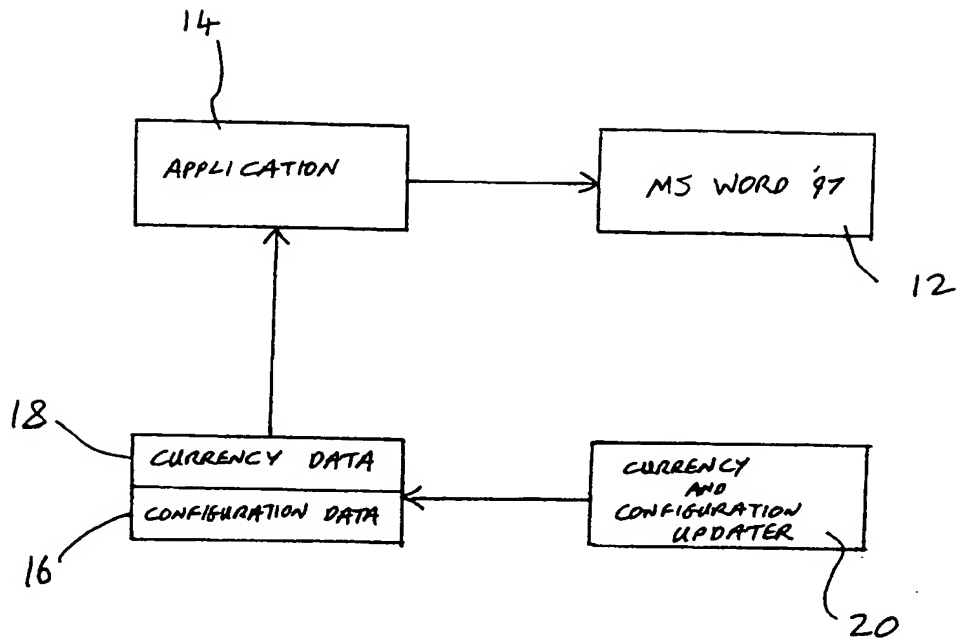 14
APPLICATION
MS WORD '97
12
18
CURRENCY DATA
CONFIGURATION DATA
16
CURRENCY
AND
CONFIGURATION
UPDATER
20